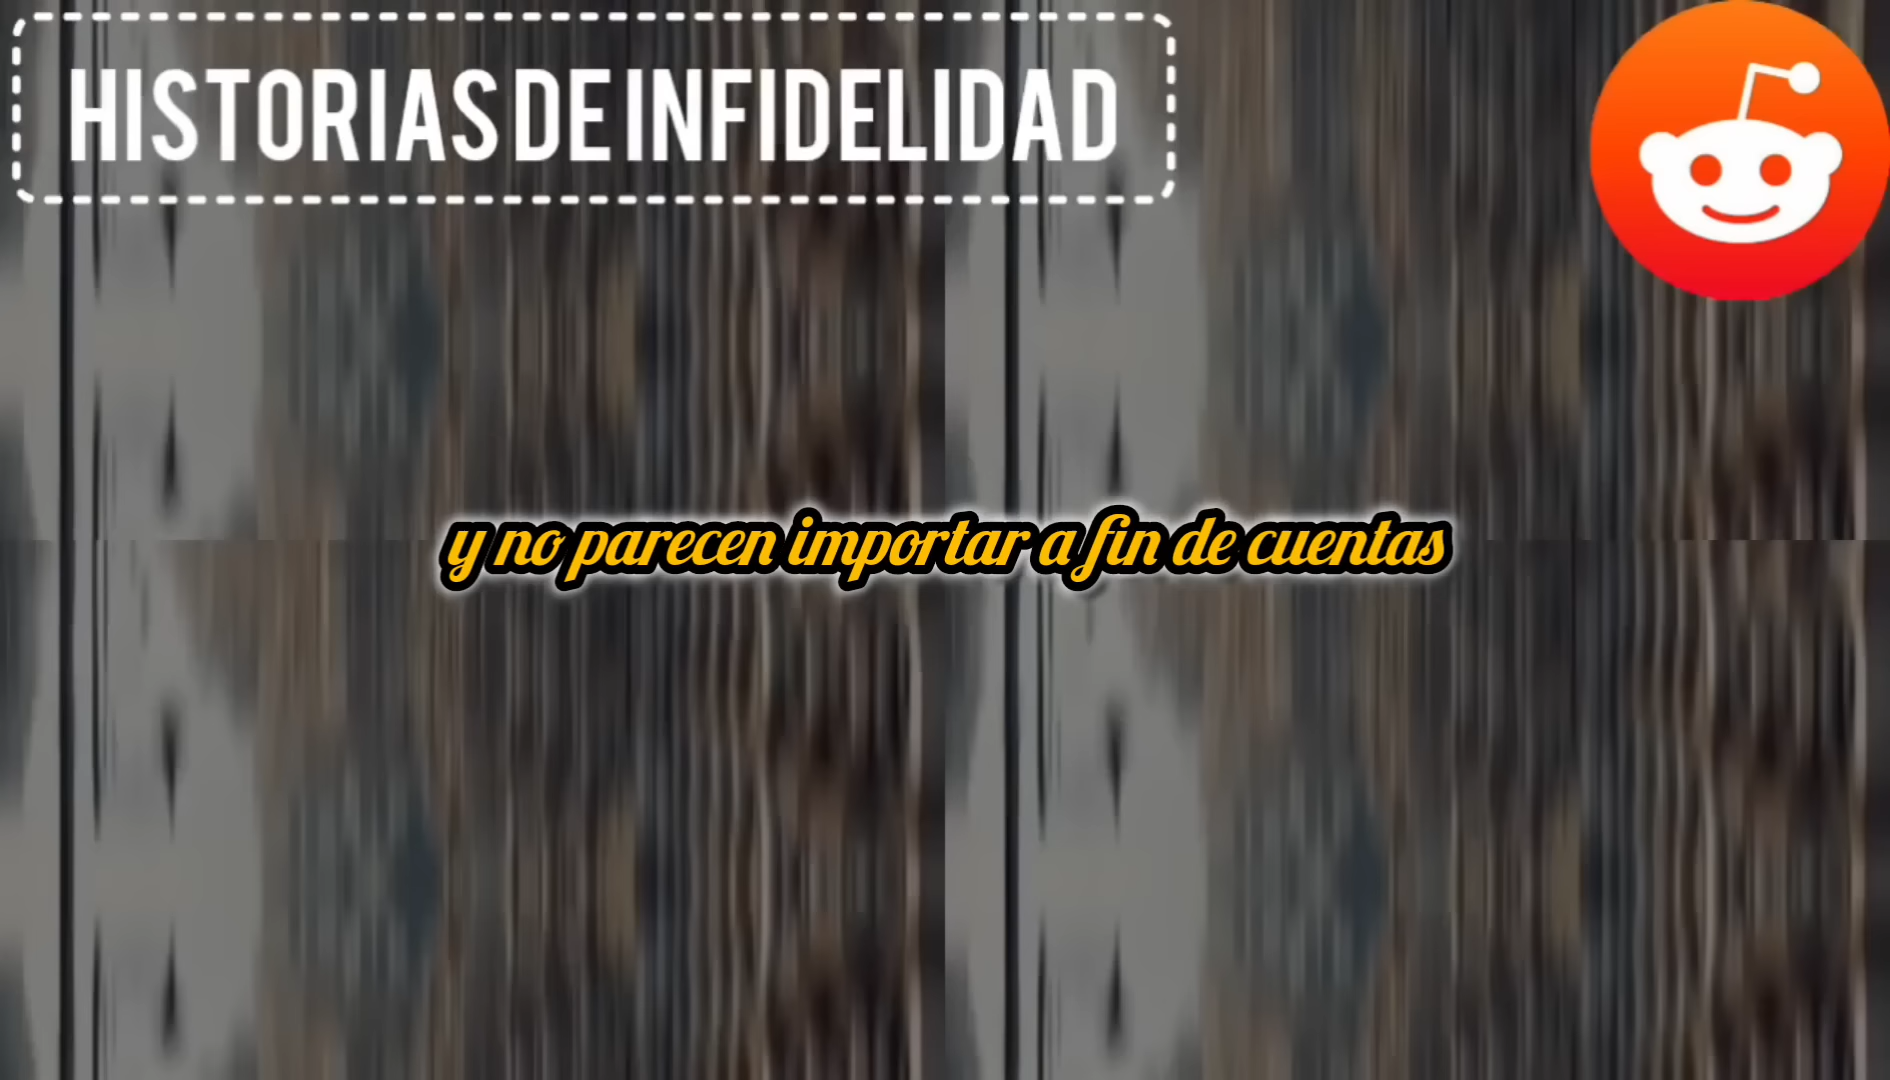 HISTORIAS DE INFIDELIDAD
y no parecen importar a fin de cuentas